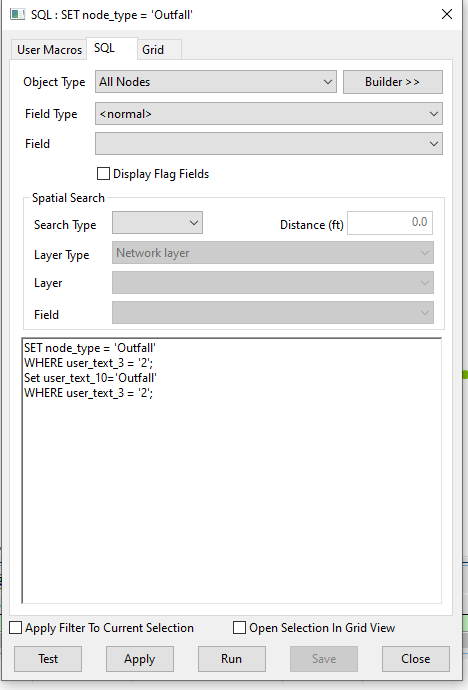 SQL : SET node_type = 'Outfall'
User Macros SQL Grid
Object Type All Nodes Builder >>
Field Type <normal>
Field
Display Flag Fields
Spatial Search
Search Type Distance (ft) 0.0
Layer Type Network layer
Layer
Field
SET node_type = 'Outfall'
WHERE user_text_3 = '2';
Set user_text_10='Outfall'
WHERE user_text_3 = '2';
Apply Filter To Current Selection Open Selection In Grid View
Test Apply Run Save Close